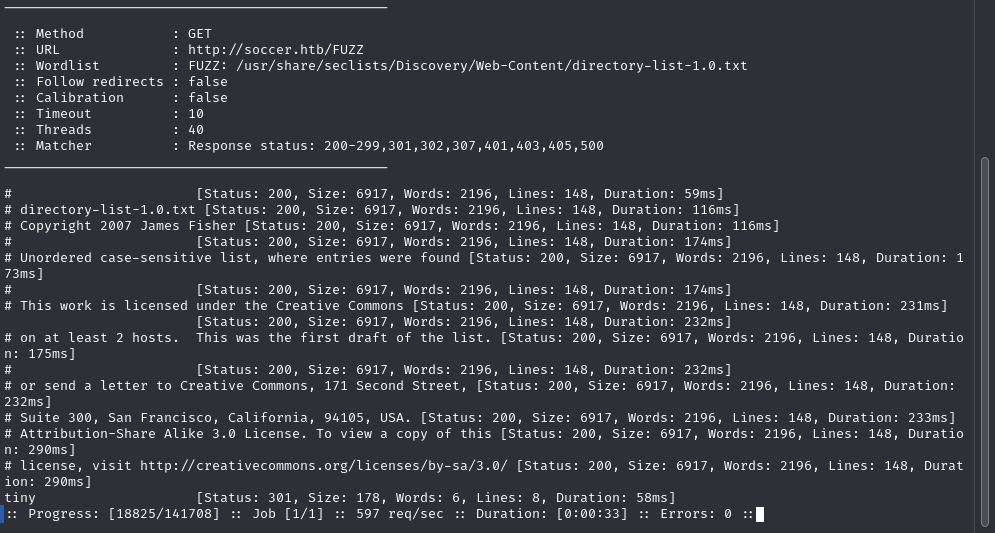 :: Method           : GET
:: URL              : http://soccer.htb/FUZZ
:: Wordlist         : FUZZ: /usr/share/seclists/Discovery/Web-Content/directory-list-1.0.txt
:: Follow redirects : false
:: Calibration      : false
:: Timeout          : 10
:: Threads          : 40
:: Matcher          : Response status: 200-299,301,302,307,401,403,405,500
#                       [Status: 200, Size: 6917, Words: 2196, Lines: 148, Duration: 59ms]
# directory-list-1.0.txt [Status: 200, Size: 6917, Words: 2196, Lines: 148, Duration: 116ms]
# Copyright 2007 James Fisher [Status: 200, Size: 6917, Words: 2196, Lines: 148, Duration: 116ms]
#                       [Status: 200, Size: 6917, Words: 2196, Lines: 148, Duration: 174ms]
# Unordered case-sensitive list, where entries were found [Status: 200, Size: 6917, Words: 2196, Lines: 148, Duration: 1
73ms]
#                       [Status: 200, Size: 6917, Words: 2196, Lines: 148, Duration: 174ms]
# This work is licensed under the Creative Commons [Status: 200, Size: 6917, Words: 2196, Lines: 148, Duration: 231ms]
                        [Status: 200, Size: 6917, Words: 2196, Lines: 148, Duration: 232ms]
# on at least 2 hosts.  This was the first draft of the list. [Status: 200, Size: 6917, Words: 2196, Lines: 148, Duratio
n: 175ms]
#                       [Status: 200, Size: 6917, Words: 2196, Lines: 148, Duration: 232ms]
# or send a letter to Creative Commons, 171 Second Street, [Status: 200, Size: 6917, Words: 2196, Lines: 148, Duration:
232ms]
# Suite 300, San Francisco, California, 94105, USA. [Status: 200, Size: 6917, Words: 2196, Lines: 148, Duration: 233ms]
# Attribution-Share Alike 3.0 License. To view a copy of this [Status: 200, Size: 6917, Words: 2196, Lines: 148, Duratio
n: 290ms]
# license, visit http://creativecommons.org/licenses/by-sa/3.0/ [Status: 200, Size: 6917, Words: 2196, Lines: 148, Durat
ion: 290ms]
tiny                    [Status: 301, Size: 178, Words: 6, Lines: 8, Duration: 58ms]
:: Progress: [18825/141708] :: Job [1/1] :: 597 req/sec :: Duration: [0:00:33] :: Errors: 0 ::